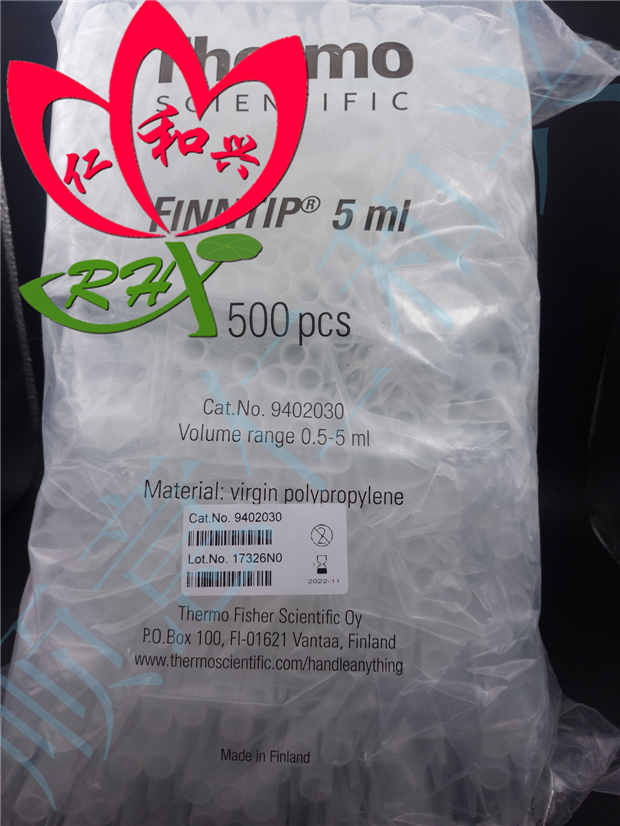 Thermo
SCIENTIFIC
仁和兴
FINNTIP® 5 ml
RHX
500 pcs
Cat.No. 9402030
Volume range 0.5-5 ml
Material: virgin polypropylene
Cat.No. 9402030
Lot.No. 17326N0
2022-11
Thermo Fisher Scientific Oy
P.O.Box 100, FI-01621 Vantaa, Finland
www.thermoscientific.com/handleanything
Made in Finland